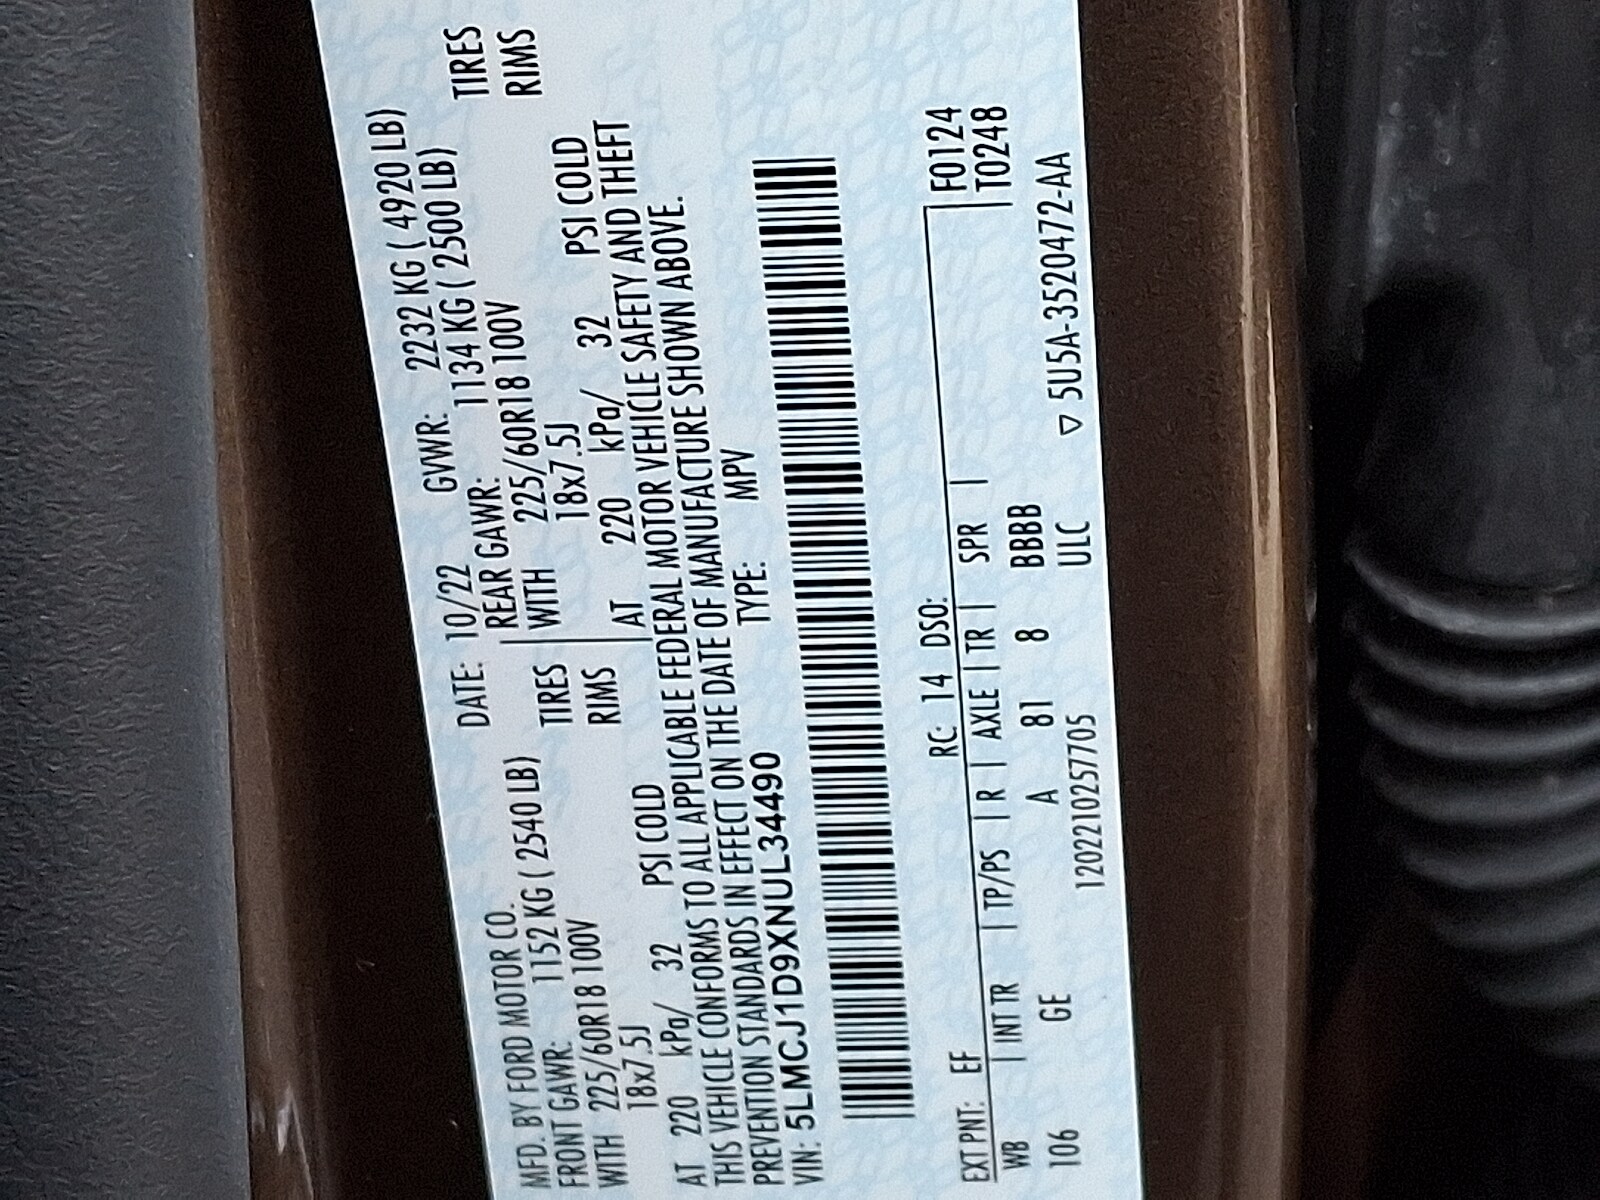 MFD. BY FORD MOTOR CO. DATE: 10/22 GVWR: 2232 KG ( 4920 LB)
FRONT GAWR: 1152 KG ( 2540 LB) REAR GAWR: 1134 KG ( 2500 LB)
WITH 225/60R18 100V TIRES WITH 225/60R18 100V TIRES
18x7.5J RIMS 18x7.5J RIMS
AT 220 kPa/ 32 PSI COLD AT 220 kPa/ 32 PSI COLD
THIS VEHICLE CONFORMS TO ALL APPLICABLE FEDERAL MOTOR VEHICLE SAFETY AND THEFT
PREVENTION STANDARDS IN EFFECT ON THE DATE OF MANUFACTURE SHOWN ABOVE.
VIN: 5LMCJ1D9XNUL34490 TYPE: MPV
EXT PNT: EF RC: 14 DSO: F0124
WB | INT TR | TP/PS | R | AXLE | TR | SPR | T0248
106 GE A 81 8 BBBB
1202210257705 ULC ▽ 5U5A-3520472-AA